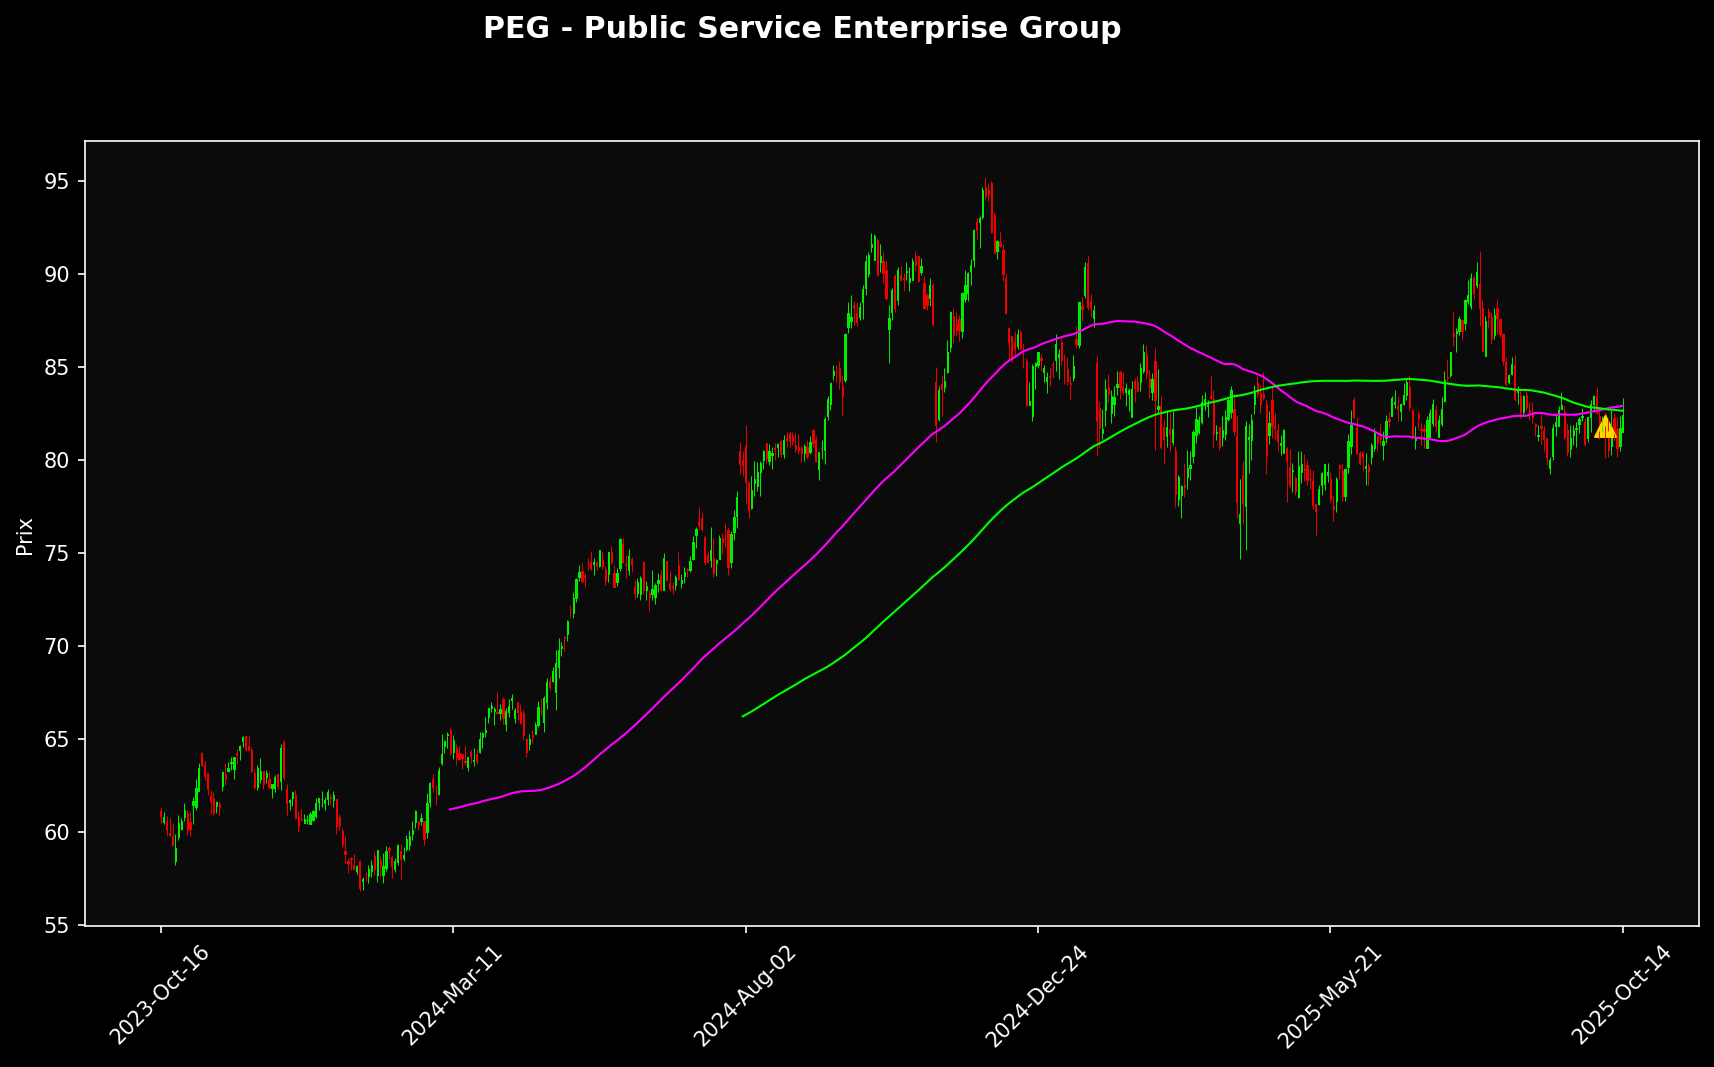 PEG - Public Service Enterprise Group
Prix
95
90
85
80
75
70
65
60
55
2023-Oct-16
2024-Mar-11
2024-Aug-02
2024-Dec-24
2025-May-21
2025-Oct-14